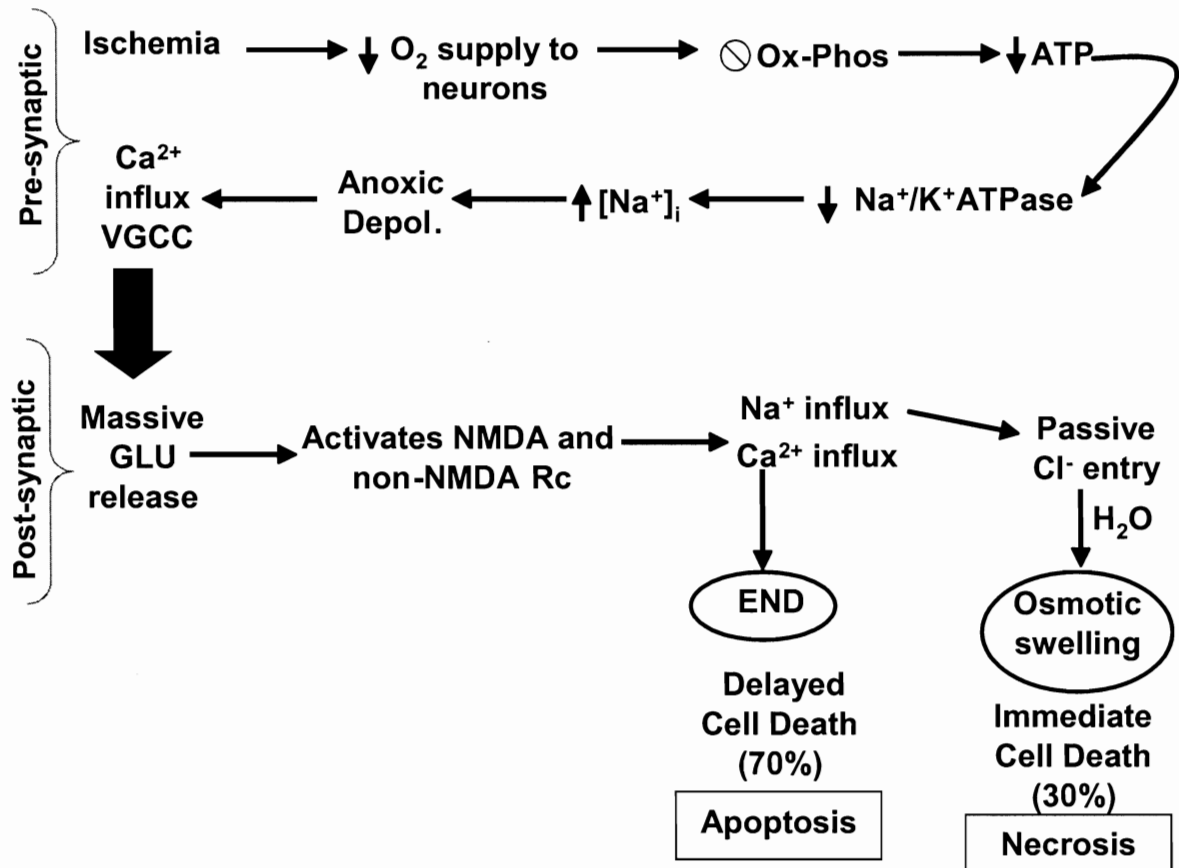 Pre-synaptic
Ischemia
↓ O₂ supply to
neurons
Ox-Phos
↓ ATP
↓ Na⁺/K⁺ATPase
↑ [Na⁺]ᵢ
Anoxic
Depol.
Ca²⁺
influx
VGCC
Post-synaptic
Massive
GLU
release
Activates NMDA and
non-NMDA Rc
Na⁺ influx
Ca²⁺ influx
Passive
Cl⁻ entry
H₂O
END
Osmotic
swelling
Delayed
Cell Death
(70%)
Apoptosis
Immediate
Cell Death
(30%)
Necrosis